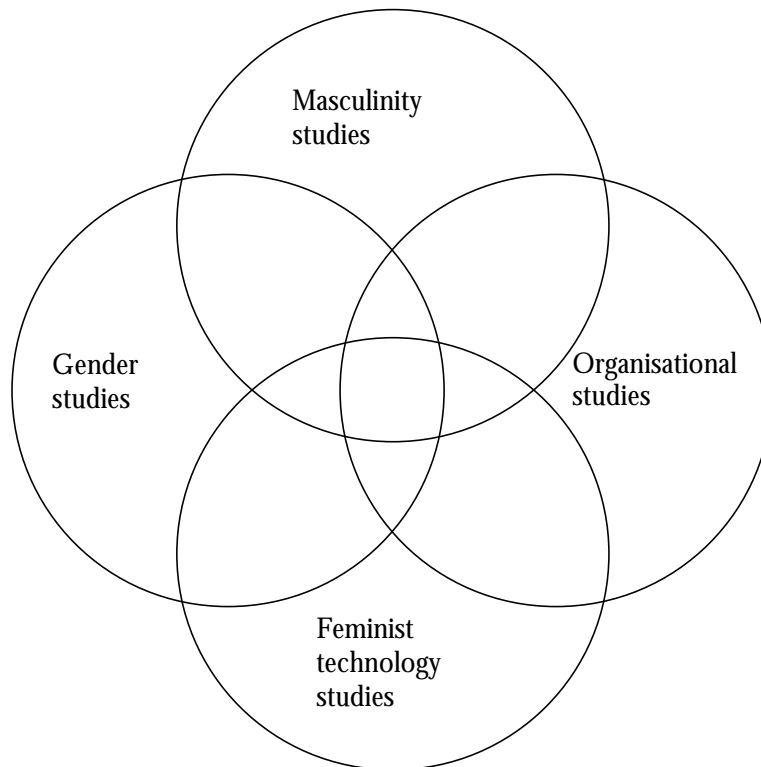 Masculinity
studies
Gender
studies
Organisational
studies
Feminist
technology
studies